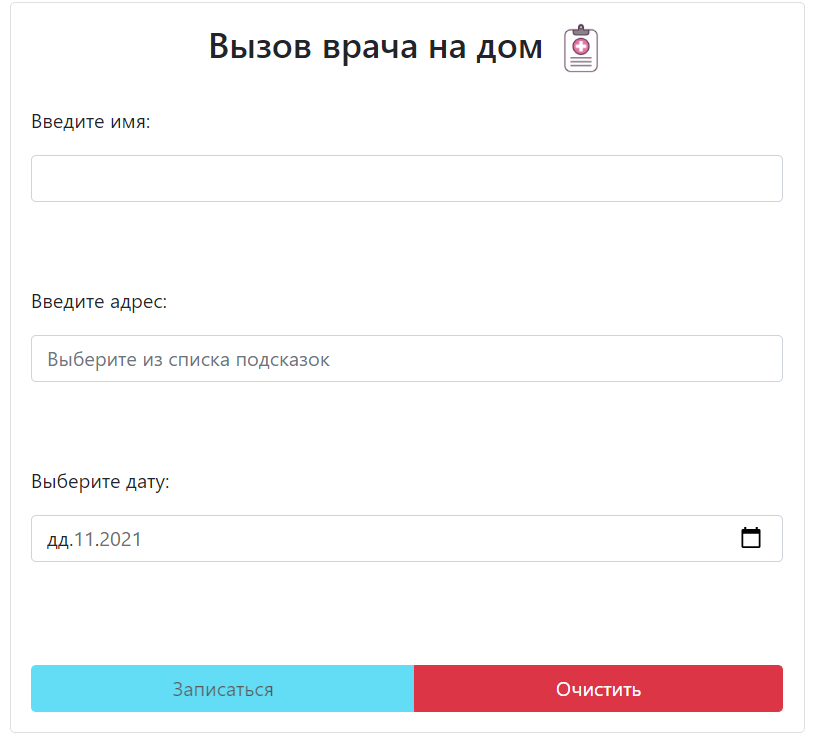 Вызов врача на дом
Введите имя:
Введите адрес:
Выберите из списка подсказок
Выберите дату:
дд.11.2021
Записаться
Очистить